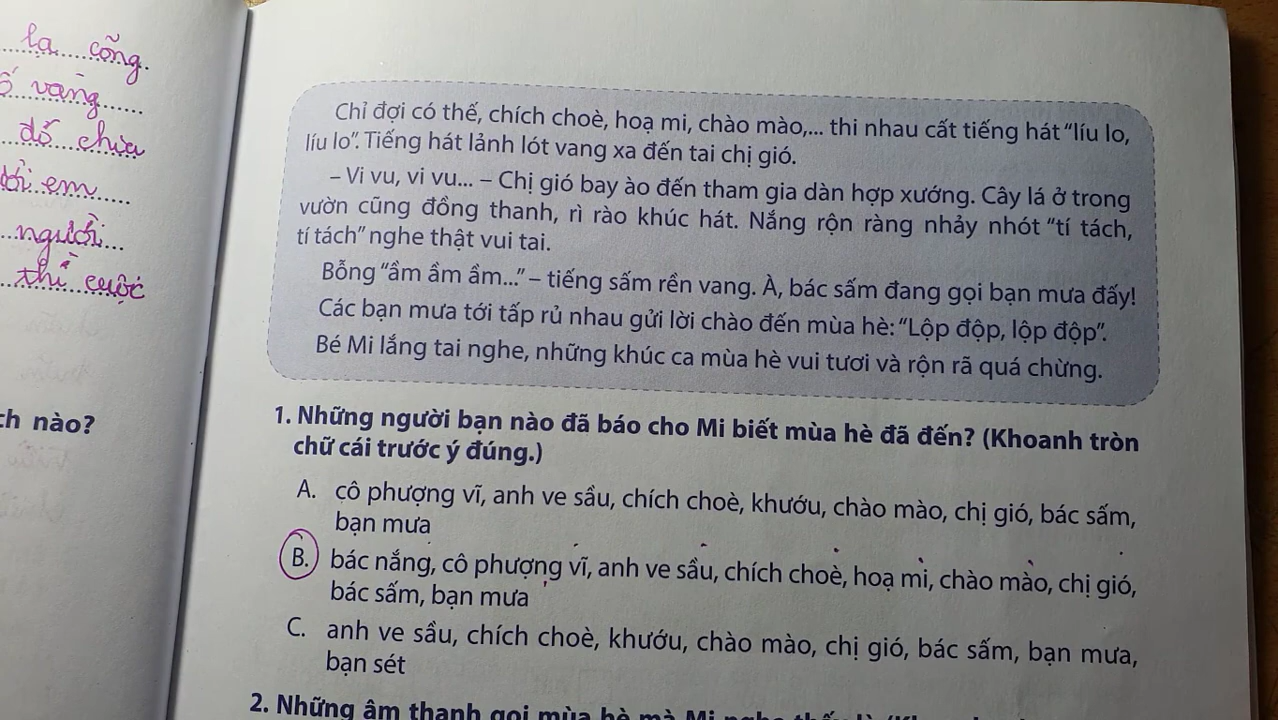 lạ cõng.
ố vàng
đố chùa
ời em
người
thì cuộc
ch nào?
Chỉ đợi có thế, chích choè, hoạ mi, chào mào,... thi nhau cất tiếng hát “líu lo,
líu lo”. Tiếng hát lảnh lót vang xa đến tai chị gió.
– Vi vu, vi vu... – Chị gió bay ào đến tham gia dàn hợp xướng. Cây lá ở trong
vườn cũng đồng thanh, rì rào khúc hát. Nắng rộn ràng nhảy nhót “tí tách,
tí tách” nghe thật vui tai.
Bỗng “ầm ầm ầm...” – tiếng sấm rền vang. À, bác sấm đang gọi bạn mưa đấy!
Các bạn mưa tới tấp rủ nhau gửi lời chào đến mùa hè: “Lộp độp, lộp độp”.
Bé Mi lắng tai nghe, những khúc ca mùa hè vui tươi và rộn rã quá chừng.
1. Những người bạn nào đã báo cho Mi biết mùa hè đã đến? (Khoanh tròn
chữ cái trước ý đúng.)
A. cô phượng vĩ, anh ve sầu, chích choè, khướu, chào mào, chị gió, bác sấm,
bạn mưa
B. bác nắng, cô phượng vĩ, anh ve sầu, chích choè, hoạ mi, chào mào, chị gió,
bác sấm, bạn mưa
C. anh ve sầu, chích choè, khướu, chào mào, chị gió, bác sấm, bạn mưa,
bạn sét
2. Những âm thanh gọi mùa hè mà Mi nghe thấy là